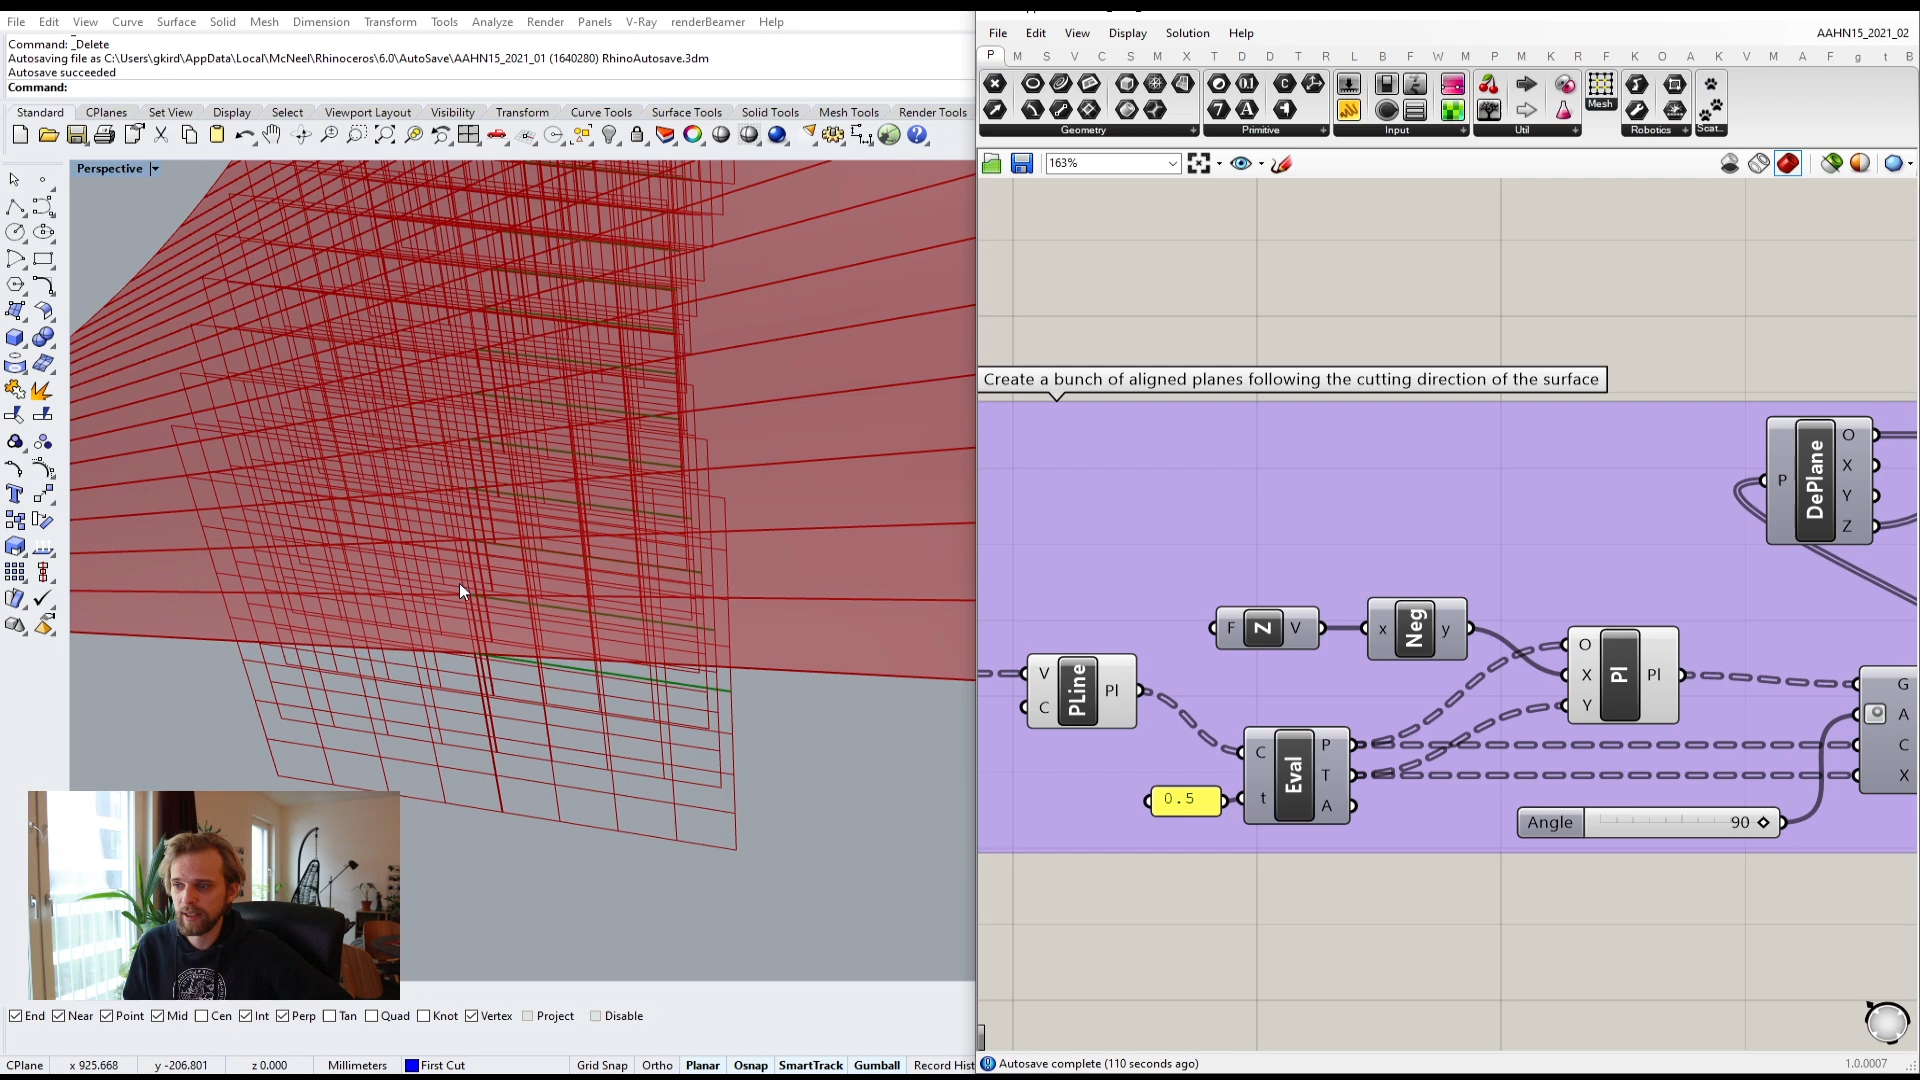 File Edit View Curve Surface Solid Mesh Dimension Transform Tools Analyze Render Panels V-Ray renderBeamer Help
Command: _Delete
Autosaving file as C:\Users\gkird\AppData\Local\McNeel\Rhinoceros\6.0\AutoSave\AAHN15_2021_01 (1640280) RhinoAutosave.3dm
Autosave succeeded
Command:
Standard CPlanes Set View Display Select Viewport Layout Visibility Transform Curve Tools Surface Tools Solid Tools Mesh Tools Render Tools
Perspective
End Near Point Mid Cen Int Perp Tan Quad Knot Vertex Project Disable
CPlane x 925.668 y -206.801 z 0.000 Millimeters First Cut Grid Snap Ortho Planar Osnap SmartTrack Gumball Record Hist
File Edit View Display Solution Help AAHN15_2021_02
P M S V C S M X T D D T R L B F W M X T P M S K R F K O A K V M A F g t B
Mesh
Geometry Primitive Input Util Robotics Scat...
163%
Create a bunch of aligned planes following the cutting direction of the surface
P DePlane O X Y Z
F Z V
x Neg y
O X Y Pl Pl
V C PLine Pl
C t Eval P T A
0.5
G A C X
Angle 90
Autosave complete (110 seconds ago) 1.0.0007